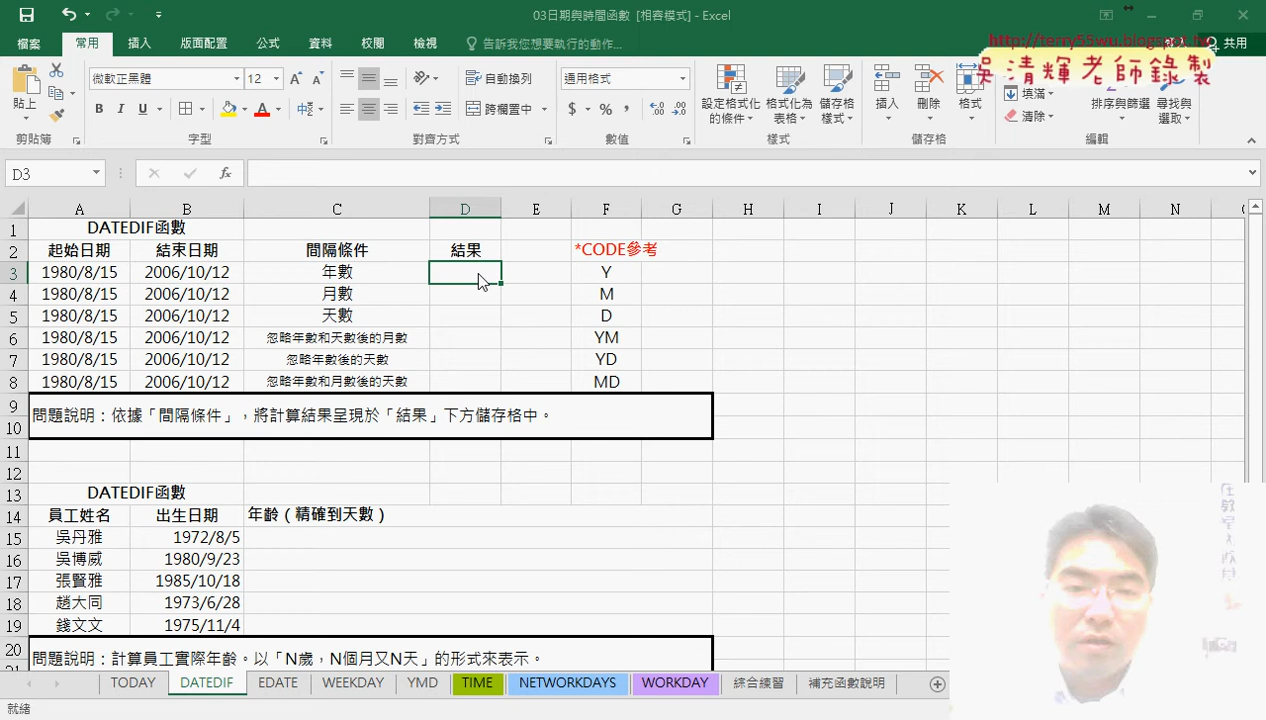 03日期與時間函數 [相容模式] - Excel
http://terry55wu.blogspot.tw
吳清輝老師錄製
檔案 常用 插入 版面配置 公式 資料 校閱 檢視 告訴我您想要執行的動作... 共用
微軟正黑體 12 自動換列 通用格式
貼上 B I U 中 跨欄置中 $ % , 設定格式化的條件 格式化為表格 儲存格樣式 插入 刪除 格式 填滿 清除 排序與篩選 尋找與選取
剪貼簿 字型 對齊方式 數值 樣式 儲存格 編輯
D3 fx
A B C D E F G H I J K L M N
1 DATEDIF函數
2 起始日期 結束日期 間隔條件 結果 *CODE參考
3 1980/8/15 2006/10/12 年數 Y
4 1980/8/15 2006/10/12 月數 M
5 1980/8/15 2006/10/12 天數 D
6 1980/8/15 2006/10/12 忽略年數和天數後的月數 YM
7 1980/8/15 2006/10/12 忽略年數後的天數 YD
8 1980/8/15 2006/10/12 忽略年數和月數後的天數 MD
9 問題說明：依據「間隔條件」，將計算結果呈現於「結果」下方儲存格中。
10
11
12
13 DATEDIF函數
14 員工姓名 出生日期 年齡（精確到天數）
15 吳丹雅 1972/8/5
16 吳博威 1980/9/23
17 張賢雅 1985/10/18
18 趙大同 1973/6/28
19 錢文文 1975/11/4
20 問題說明：計算員工實際年齡。以「N歲，N個月又N天」的形式來表示。
TODAY DATEDIF EDATE WEEKDAY YMD TIME NETWORKDAYS WORKDAY 綜合練習 補充函數說明
就緒